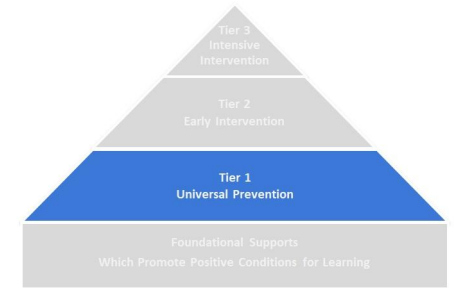 Tier 3
Intensive
Intervention
Tier 2
Early Intervention
Tier 1
Universal Prevention
Foundational Supports
Which Promote Positive Conditions for Learning